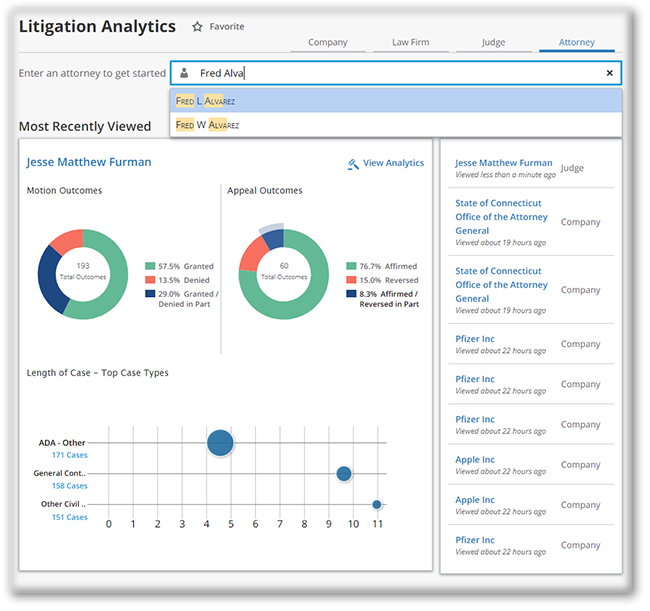 Litigation Analytics
Favorite
Company
Law Firm
Judge
Attorney
Enter an attorney to get started
Fred Alva
×
Fred L Alvarez
Fred W Alvarez
Most Recently Viewed
Jesse Matthew Furman
View Analytics
Motion Outcomes
193
Total Outcomes
57.5% Granted
13.5% Denied
29.0% Granted /
Denied in Part
Appeal Outcomes
60
Total Outcomes
76.7% Affirmed
15.0% Reversed
8.3% Affirmed /
Reversed in Part
Length of Case – Top Case Types
ADA - Other
171 Cases
General Cont..
158 Cases
Other Civil ..
151 Cases
0 1 2 3 4 5 6 7 8 9 10 11
Jesse Matthew Furman
Viewed less than a minute ago
Judge
State of Connecticut
Office of the Attorney
General
Viewed about 19 hours ago
Company
State of Connecticut
Office of the Attorney
General
Viewed about 19 hours ago
Company
Pfizer Inc
Viewed about 22 hours ago
Company
Pfizer Inc
Viewed about 22 hours ago
Company
Pfizer Inc
Viewed about 22 hours ago
Company
Apple Inc
Viewed about 22 hours ago
Company
Apple Inc
Viewed about 22 hours ago
Company
Pfizer Inc
Viewed about 22 hours ago
Company